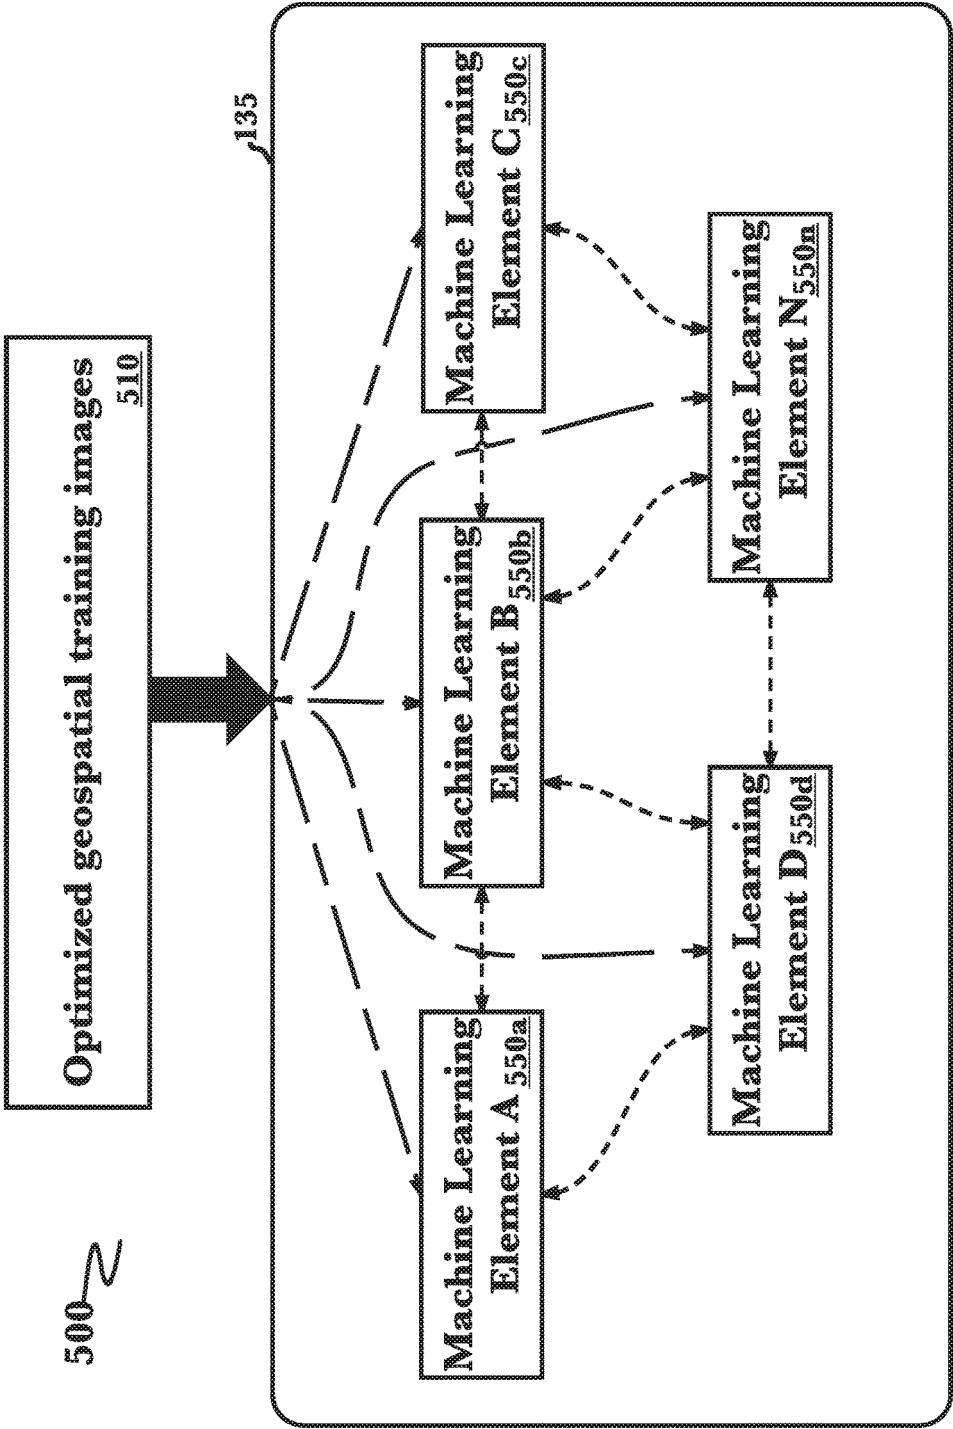 500
Optimized geospatial training images
510
135
Machine Learning
Element A 550a
Machine Learning
Element B 550b
Machine Learning
Element C 550c
Machine Learning
Element D 550d
Machine Learning
Element N 550n